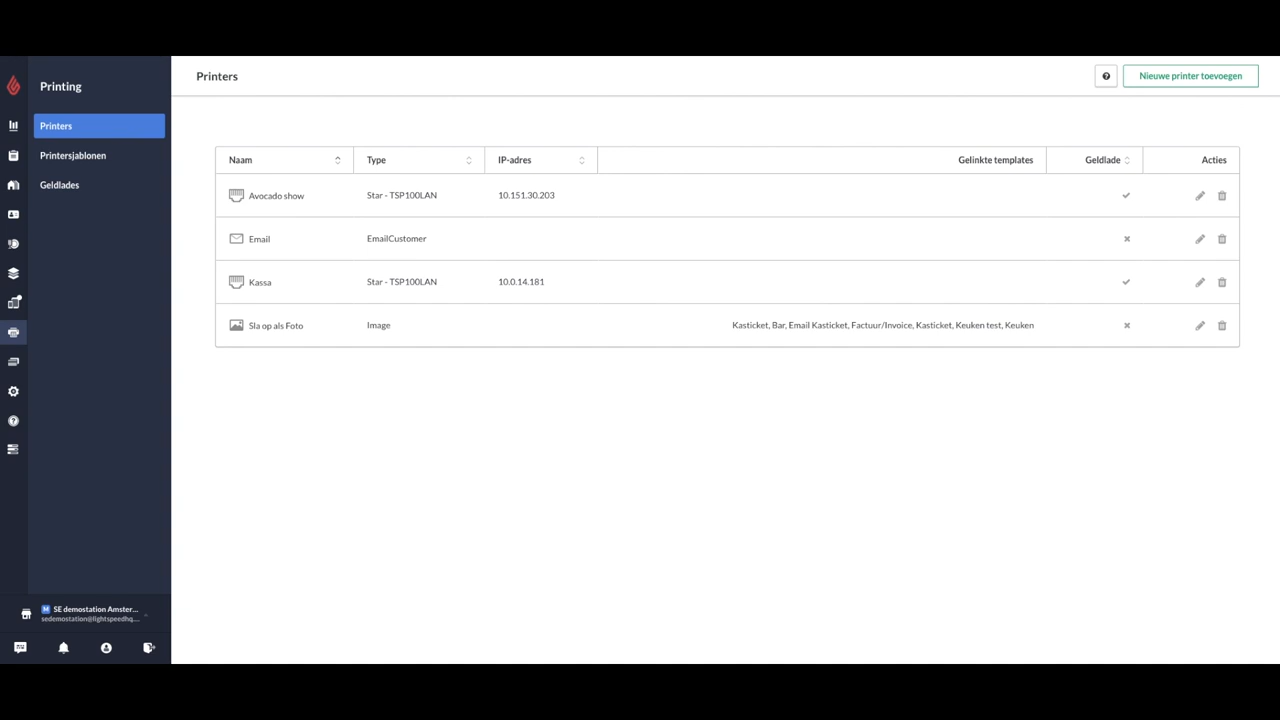 Printing
Printers
Printersjablonen
Geldlades
M SE demostation Amster...
sedemostation@lightspeedhq....
Printers
Nieuwe printer toevoegen
Naam Type IP-adres Gelinkte templates Geldlade Acties
Avocado show Star - TSP100LAN 10.151.30.203
Email EmailCustomer
Kassa Star - TSP100LAN 10.0.14.181
Sla op als Foto Image Kasticket, Bar, Email Kasticket, Factuur/Invoice, Kasticket, Keuken test, Keuken